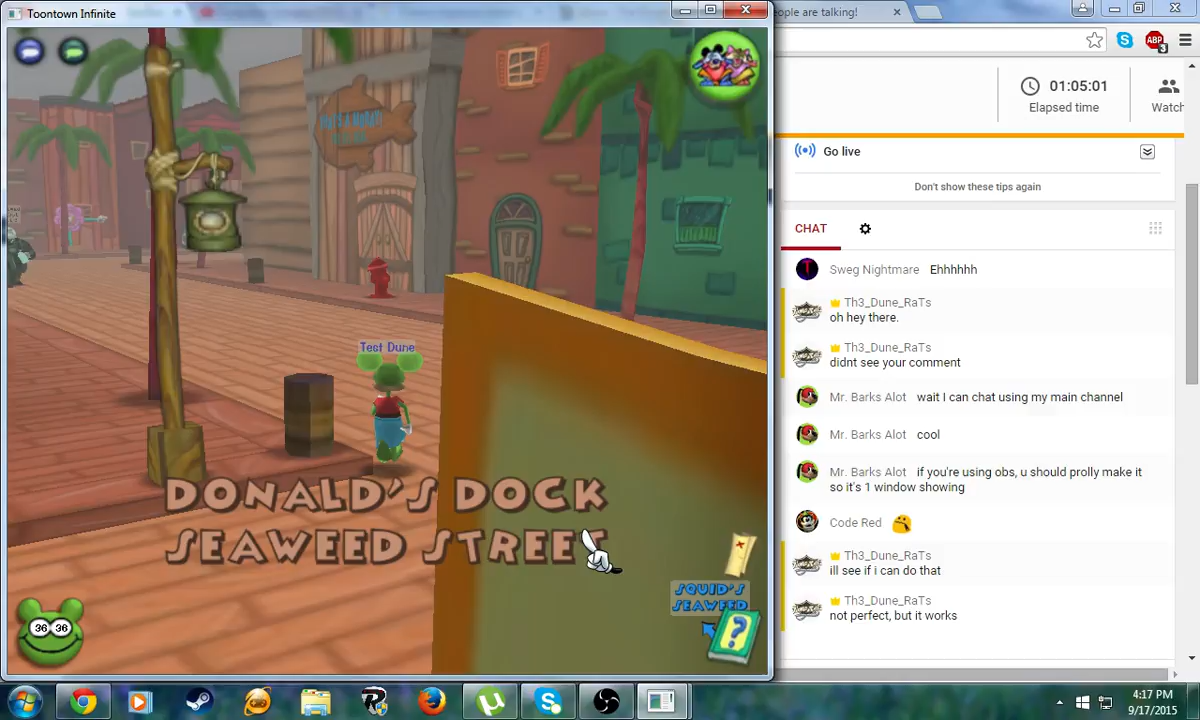 Toontown Infinite
eople are talking!
ABP
3
01:05:01
Elapsed time
Watch
Go live
Don't show these tips again
CHAT
Sweg Nightmare Ehhhhhh
Th3_Dune_RaTs
oh hey there.
Th3_Dune_RaTs
didnt see your comment
Mr. Barks Alot wait I can chat using my main channel
Mr. Barks Alot cool
Mr. Barks Alot if you're using obs, u should prolly make it
so it's 1 window showing
Code Red
Th3_Dune_RaTs
ill see if i can do that
Th3_Dune_RaTs
not perfect, but it works
Test Dune
DONALD'S DOCK
SEAWEED STREET
SQUID'S
SEAWEED
?
36 36
4:17 PM
9/17/2015